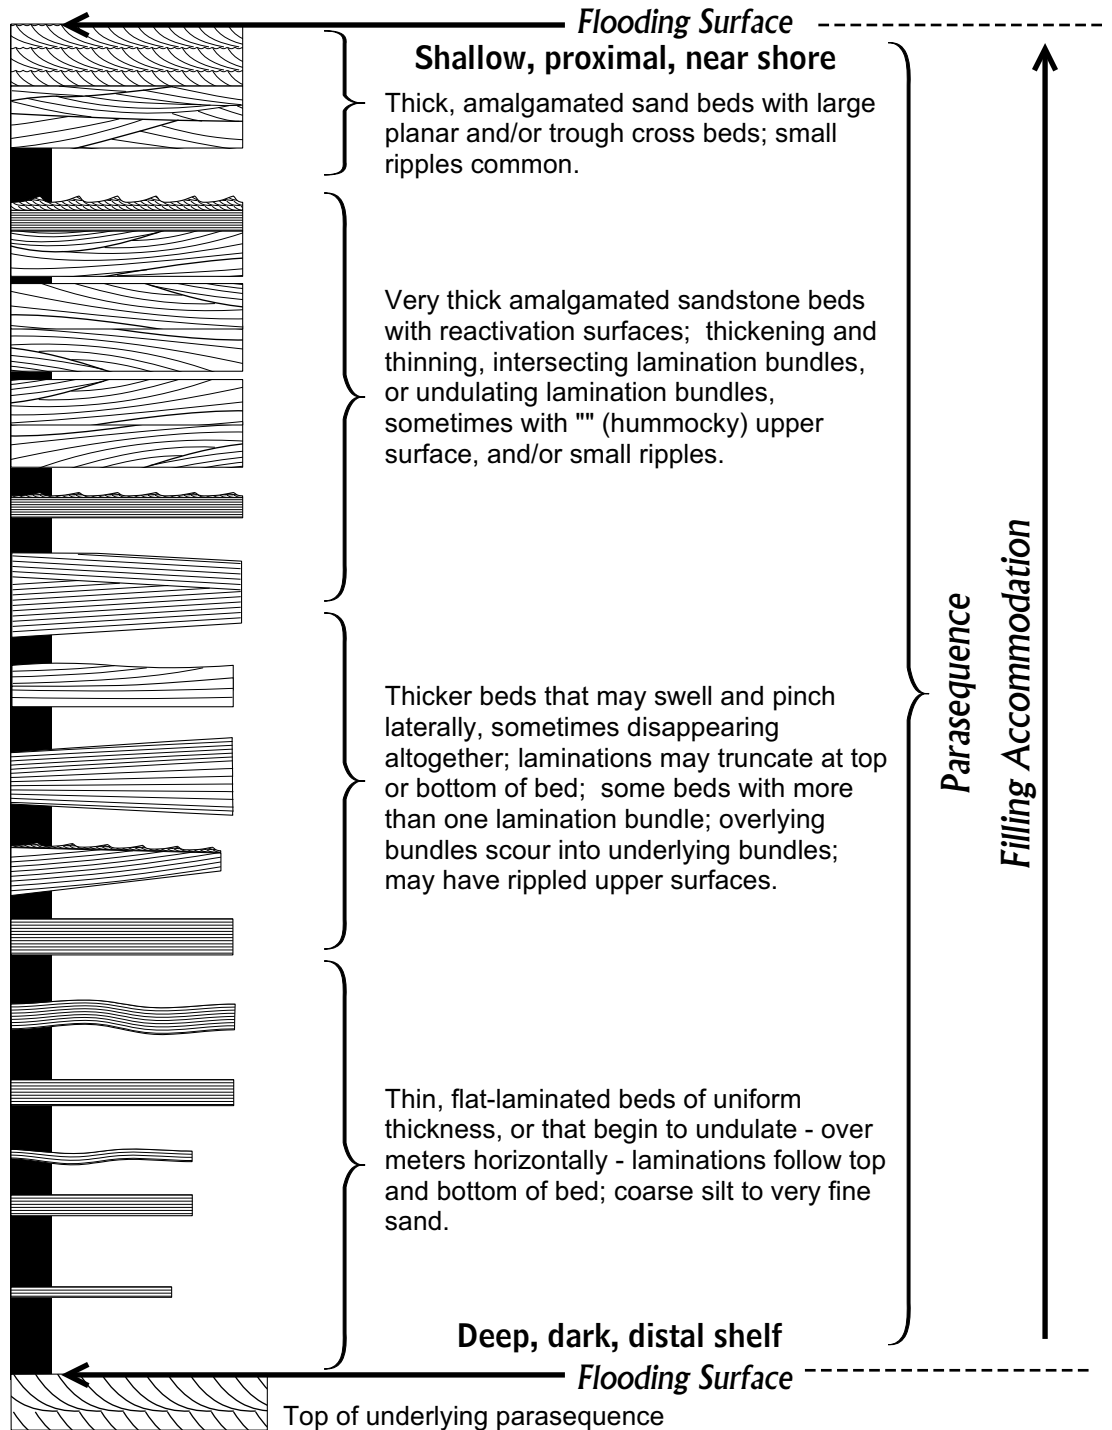 Flooding Surface
Shallow, proximal, near shore
Thick, amalgamated sand beds with large
planar and/or trough cross beds; small
ripples common.
Very thick amalgamated sandstone beds
with reactivation surfaces;  thickening and
thinning, intersecting lamination bundles,
or undulating lamination bundles,
sometimes with "" (hummocky) upper
surface, and/or small ripples.
Thicker beds that may swell and pinch
laterally, sometimes disappearing
altogether; laminations may truncate at top
or bottom of bed;  some beds with more
than one lamination bundle; overlying
bundles scour into underlying bundles;
may have rippled upper surfaces.
Thin, flat-laminated beds of uniform
thickness, or that begin to undulate - over
meters horizontally - laminations follow top
and bottom of bed; coarse silt to very fine
sand.
Deep, dark, distal shelf
Flooding Surface
Top of underlying parasequence
Parasequence
Filling Accommodation